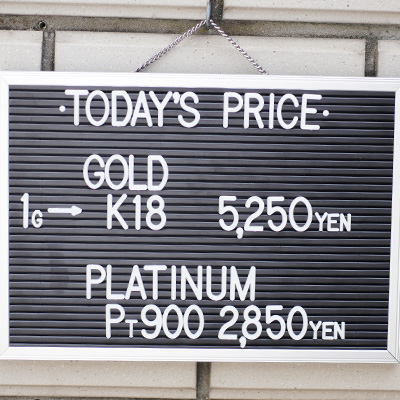 ·TODAY'S PRICE·
GOLD
1G→ K18 5,250YEN
PLATINUM
PT900 2,850YEN